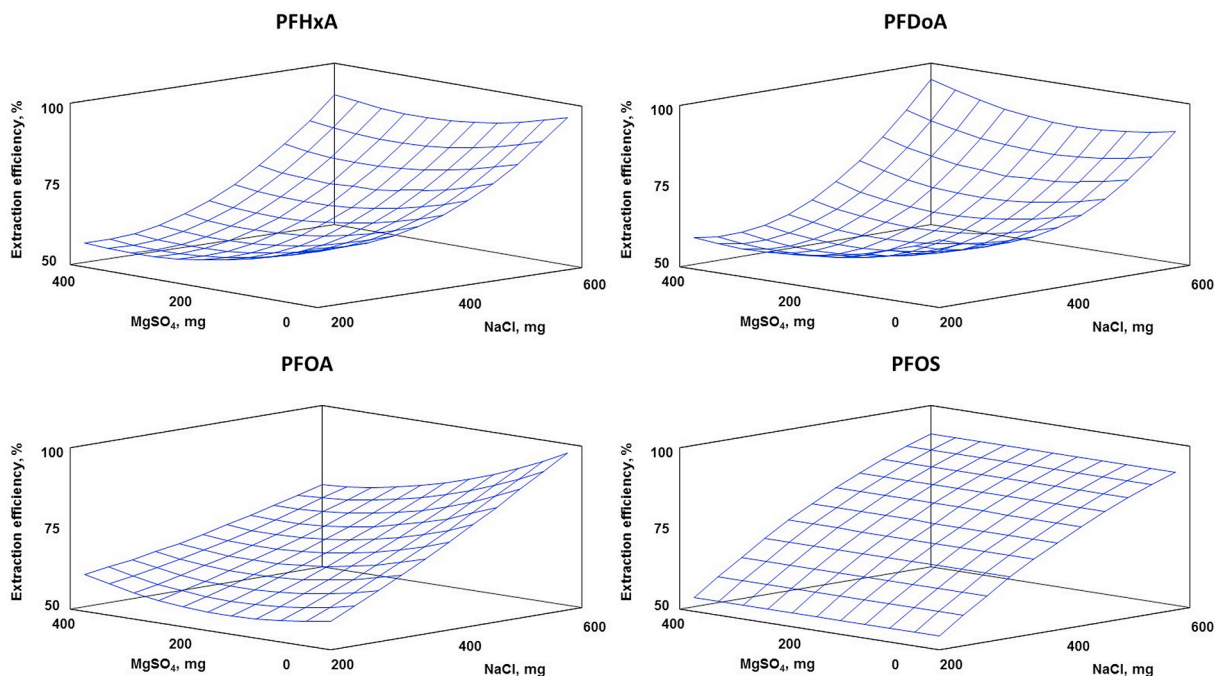 PFHxA
Extraction efficiency, %
100
75
50
400
200
0
MgSO₄, mg
200
400
600
NaCl, mg
PFDoA
Extraction efficiency, %
100
75
50
400
200
0
MgSO₄, mg
200
400
600
NaCl, mg
PFOA
Extraction efficiency, %
100
75
50
400
200
0
MgSO₄, mg
200
400
600
NaCl, mg
PFOS
Extraction efficiency, %
100
75
50
400
200
0
MgSO₄, mg
200
400
600
NaCl, mg